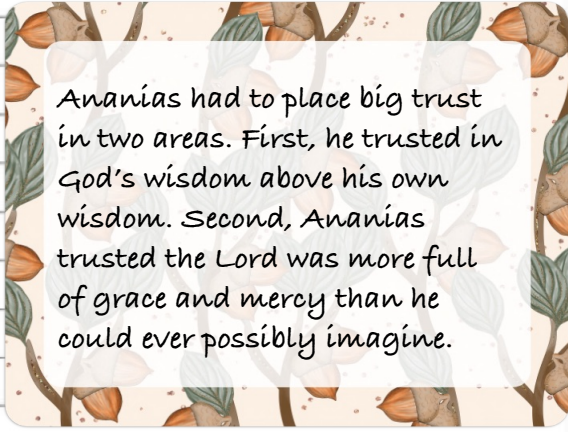 Ananias had to place big trust
in two areas. First, he trusted in
God's wisdom above his own
wisdom. Second, Ananias
trusted the Lord was more full
of grace and mercy than he
could ever possibly imagine.